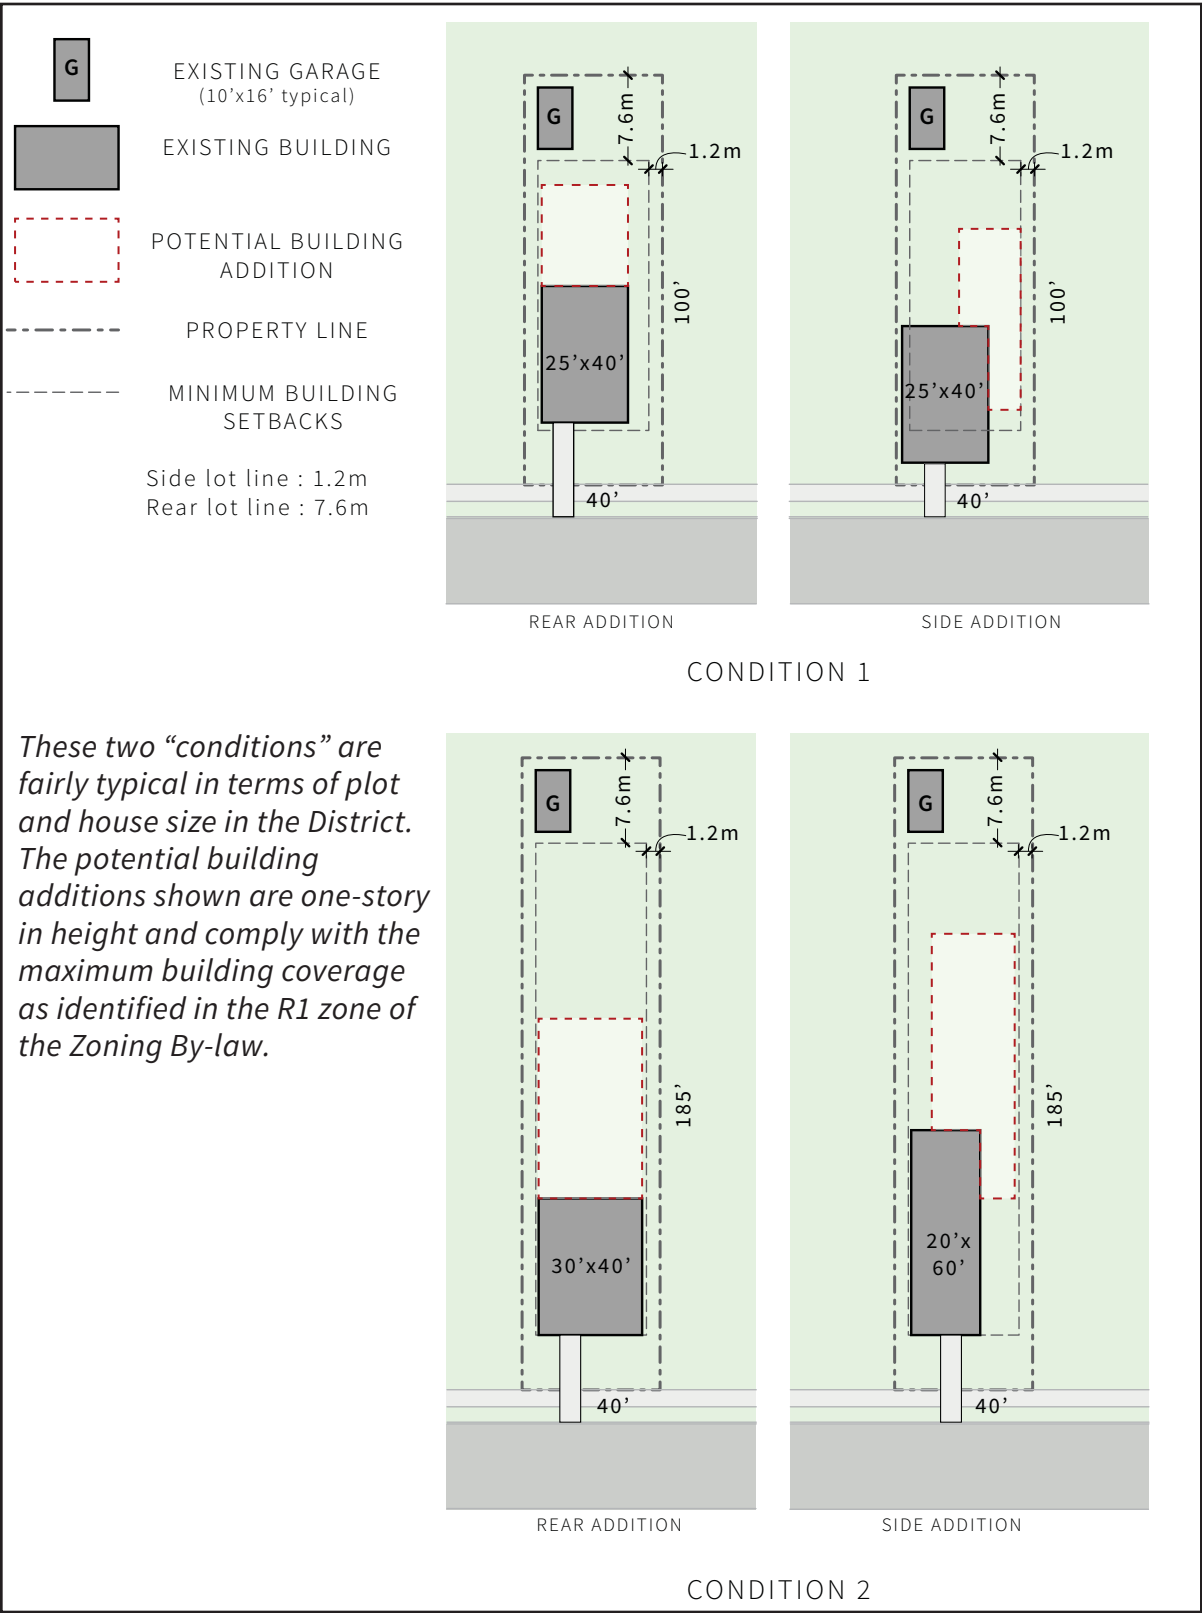 G
EXISTING GARAGE
(10’x16’ typical)
EXISTING BUILDING
POTENTIAL BUILDING
ADDITION
PROPERTY LINE
MINIMUM BUILDING
SETBACKS
Side lot line : 1.2m
Rear lot line : 7.6m
G
7.6m
1.2m
100’
25’x40’
40’
REAR ADDITION
G
7.6m
1.2m
100’
25’x40’
40’
SIDE ADDITION
CONDITION 1
These two “conditions” are
fairly typical in terms of plot
and house size in the District.
The potential building
additions shown are one-story
in height and comply with the
maximum building coverage
as identified in the R1 zone of
the Zoning By-law.
G
7.6m
1.2m
185’
30’x40’
40’
REAR ADDITION
G
7.6m
1.2m
185’
20’x
60’
40’
SIDE ADDITION
CONDITION 2